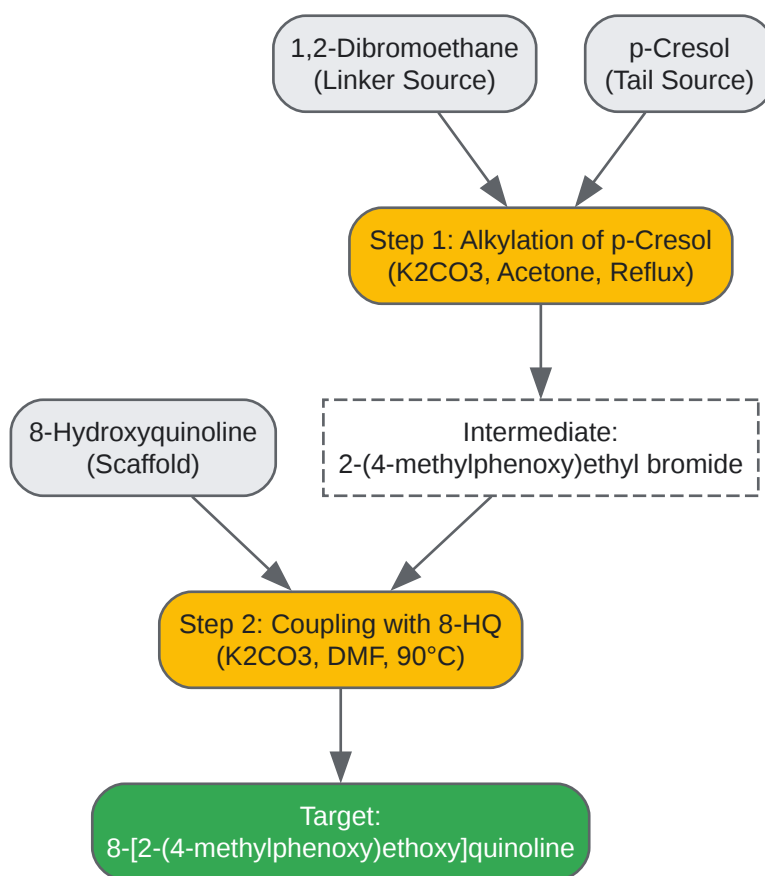 1,2-Dibromoethane
(Linker Source)
p-Cresol
(Tail Source)
Step 1: Alkylation of p-Cresol
(K2CO3, Acetone, Reflux)
8-Hydroxyquinoline
(Scaffold)
Intermediate:
2-(4-methylphenoxy)ethyl bromide
Step 2: Coupling with 8-HQ
(K2CO3, DMF, 90°C)
Target:
8-[2-(4-methylphenoxy)ethoxy]quinoline